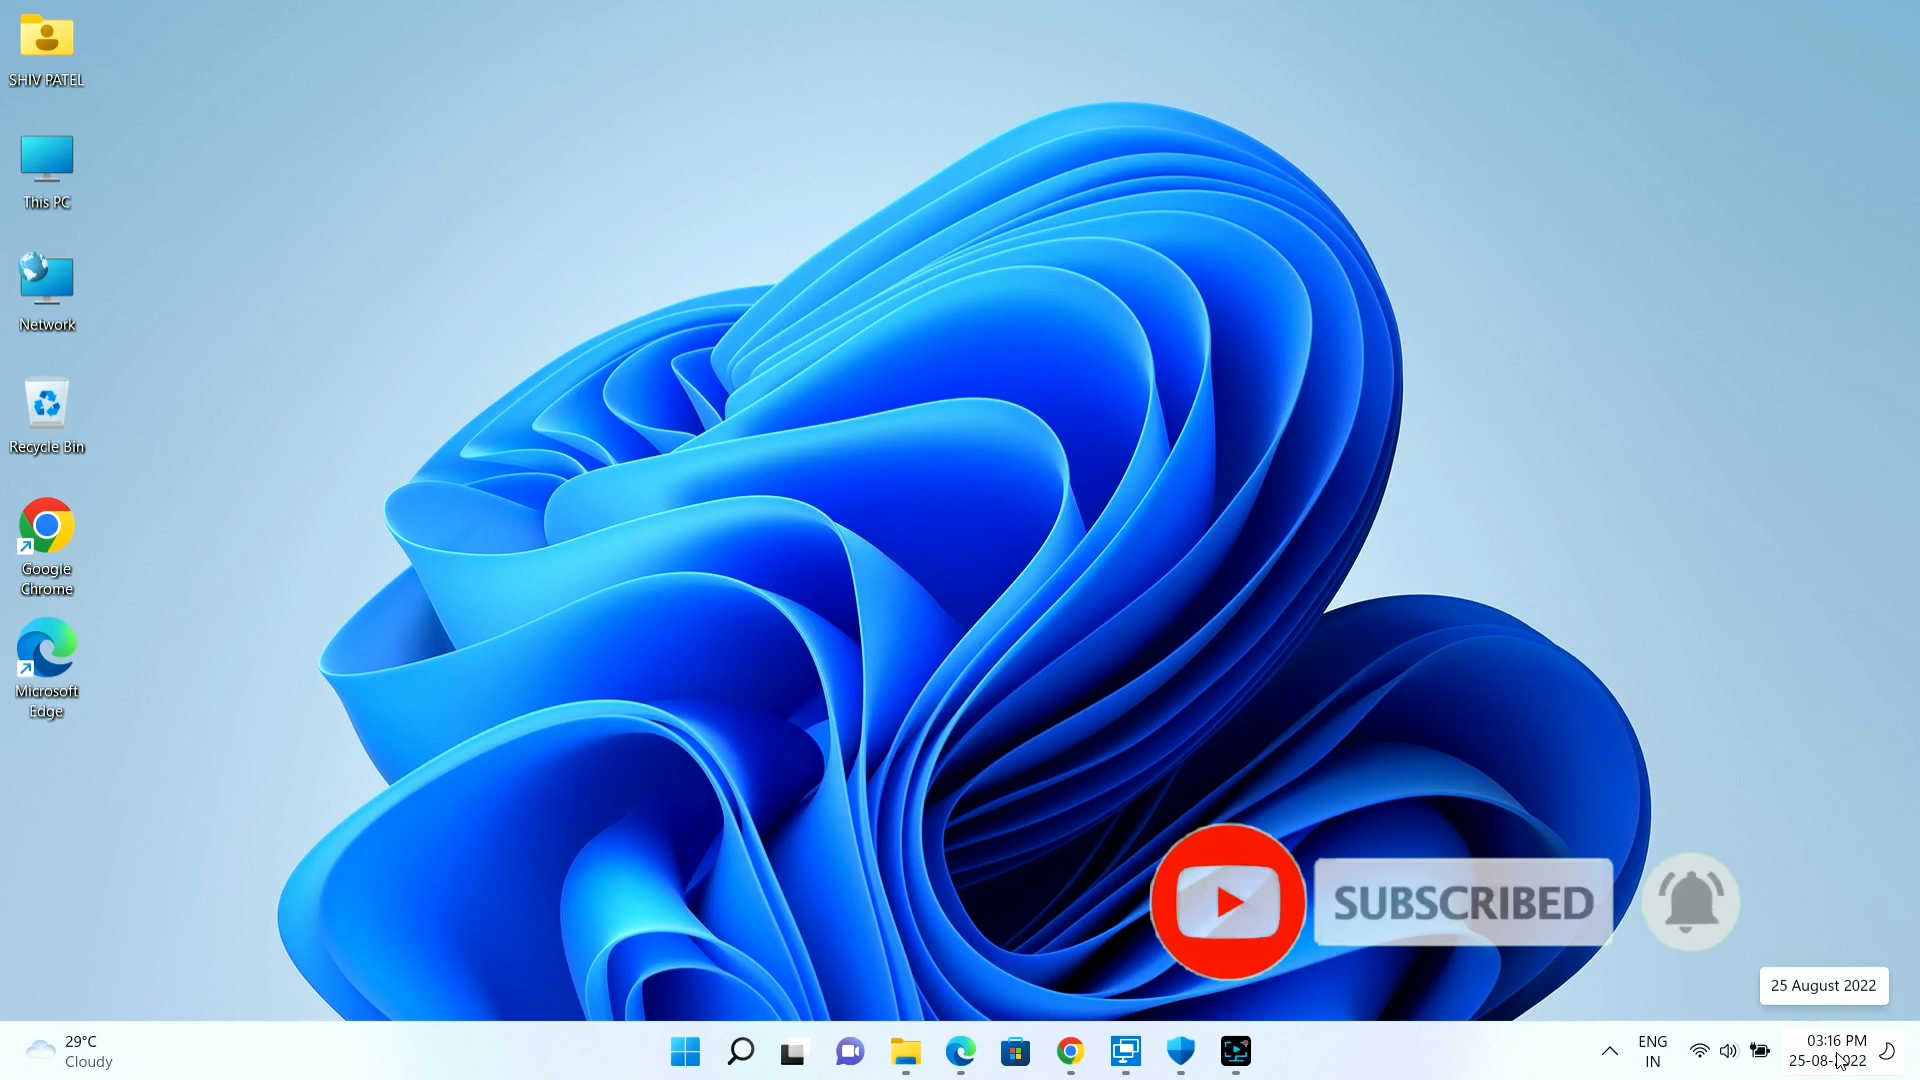 SHIV PATEL
This PC
Network
Recycle Bin
Google
Chrome
Microsoft
Edge
SUBSCRIBED
25 August 2022
29°C
Cloudy
ENG
IN
03:16 PM
25-08-2022